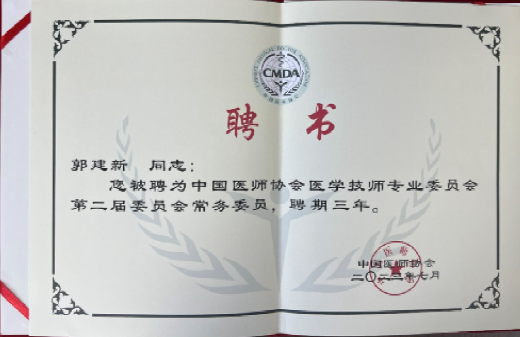 CMDA
聘 书
郭建新 同志：
您被聘为中国医师协会医学技师专业委员会
第二届委员会常务委员，聘期三年。
中国医师协会
二〇二二年七月